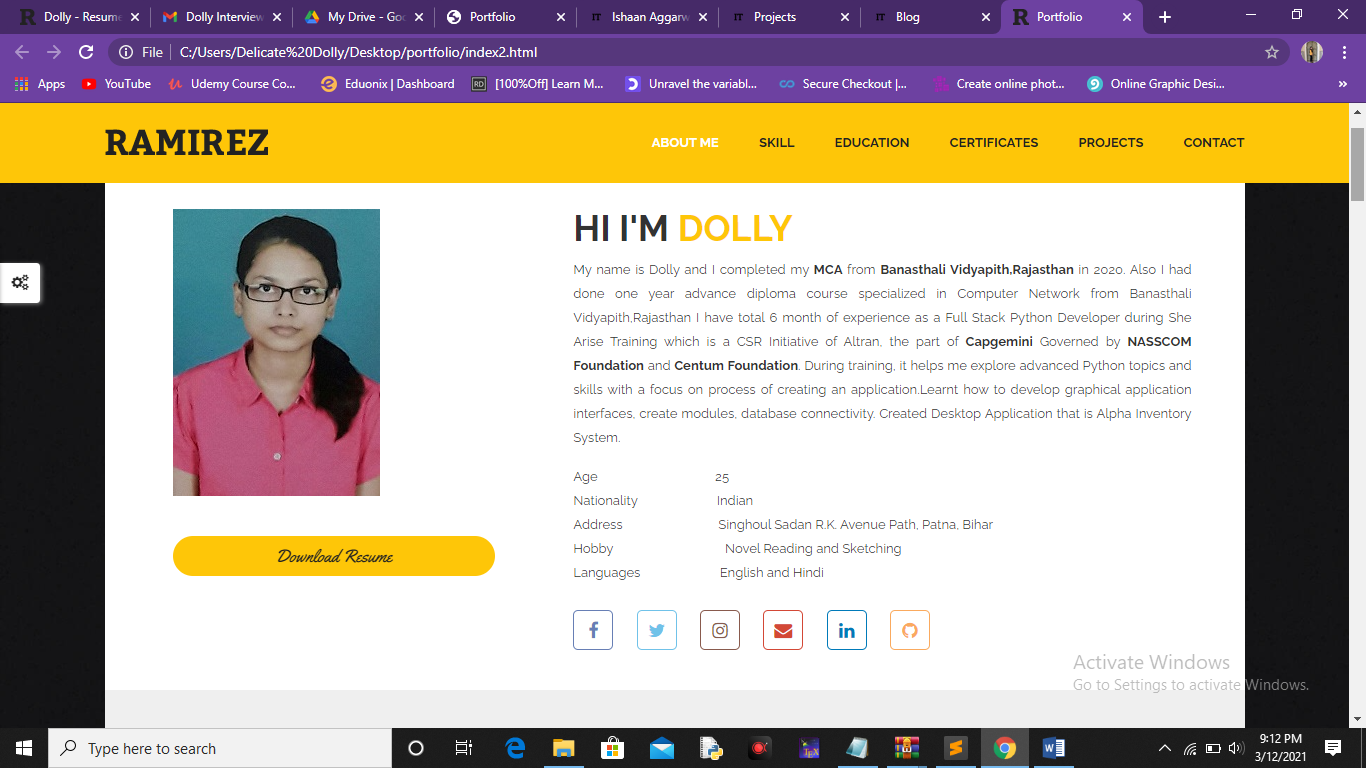 Dolly - Resume
Dolly Interview
My Drive - Goo
Portfolio
Ishaan Aggarw
Projects
Blog
Portfolio
File
C:/Users/Delicate%20Dolly/Desktop/portfolio/index2.html
Apps
YouTube
Udemy Course Co...
Eduonix | Dashboard
[100%Off] Learn M...
Unravel the variabl...
Secure Checkout |...
Create online phot...
Online Graphic Desi...
RAMIREZ
ABOUT ME
SKILL
EDUCATION
CERTIFICATES
PROJECTS
CONTACT
HI I'M DOLLY
My name is Dolly and I completed my MCA from Banasthali Vidyapith,Rajasthan in 2020. Also I had
done one year advance diploma course specialized in Computer Network from Banasthali
Vidyapith,Rajasthan I have total 6 month of experience as a Full Stack Python Developer during She
Arise Training which is a CSR Initiative of Altran, the part of Capgemini Governed by NASSCOM
Foundation and Centum Foundation. During training, it helps me explore advanced Python topics and
skills with a focus on process of creating an application.Learnt how to develop graphical application
interfaces, create modules, database connectivity. Created Desktop Application that is Alpha Inventory
System.
Age 25
Nationality Indian
Address Singhoul Sadan R.K. Avenue Path, Patna, Bihar
Hobby Novel Reading and Sketching
Languages English and Hindi
Download Resume
Activate Windows
Go to Settings to activate Windows.
Type here to search
9:12 PM
3/12/2021